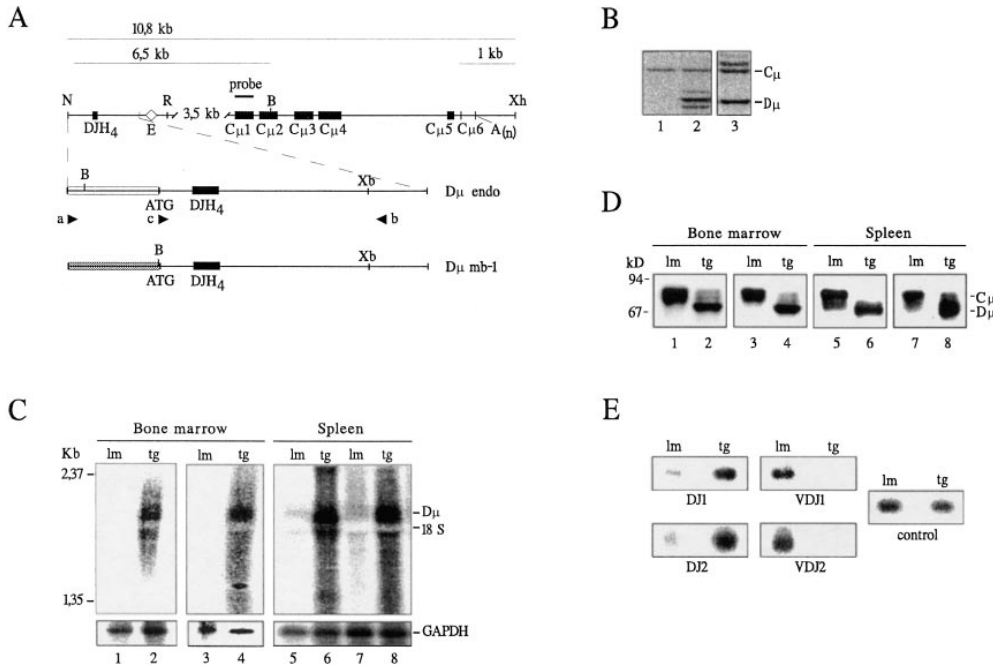 A
10,8 kb
6,5 kb
1 kb
probe
N
R
3,5 kb
B
Xh
DJH4
E
Cμ1
Cμ2
Cμ3
Cμ4
Cμ5
Cμ6
A(n)
B
Xb
Dμ endo
ATG
DJH4
a
c
b
B
Xb
Dμ mb-1
ATG
DJH4
B
Cμ
Dμ
1 2 3
C
Bone marrow Spleen
Kb lm tg lm tg lm tg lm tg
2,37
Dμ
18 S
1,35
GAPDH
1 2 3 4 5 6 7 8
D
Bone marrow Spleen
kD lm tg lm tg lm tg lm tg
94-
Cμ
Dμ
67-
1 2 3 4 5 6 7 8
E
lm tg lm tg
DJ1 VDJ1
lm tg
control
DJ2 VDJ2